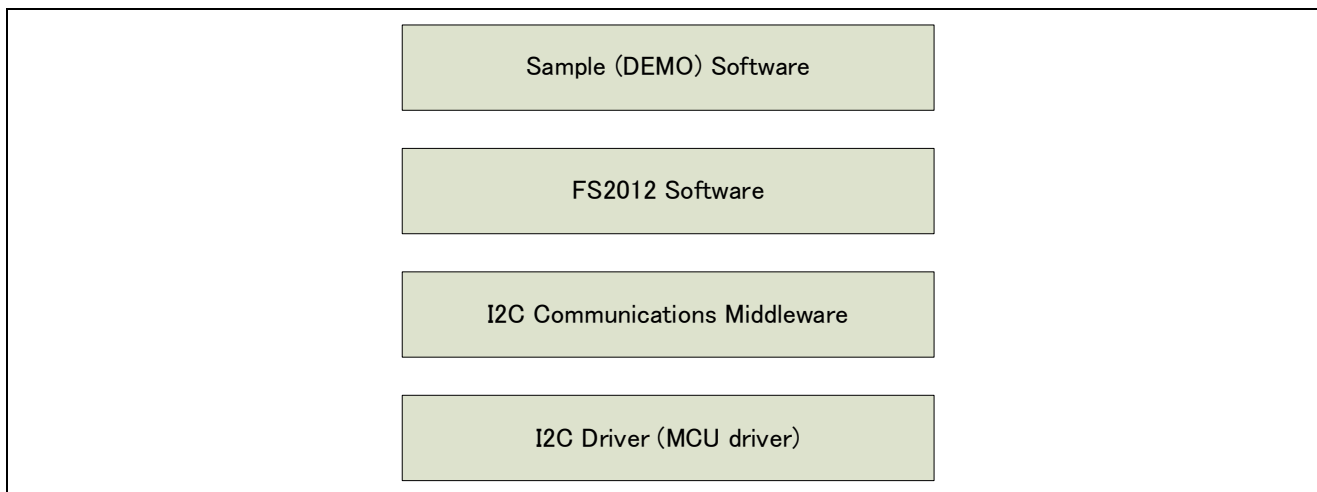 Sample (DEMO) Software
FS2012 Software
I2C Communications Middleware
I2C Driver (MCU driver)